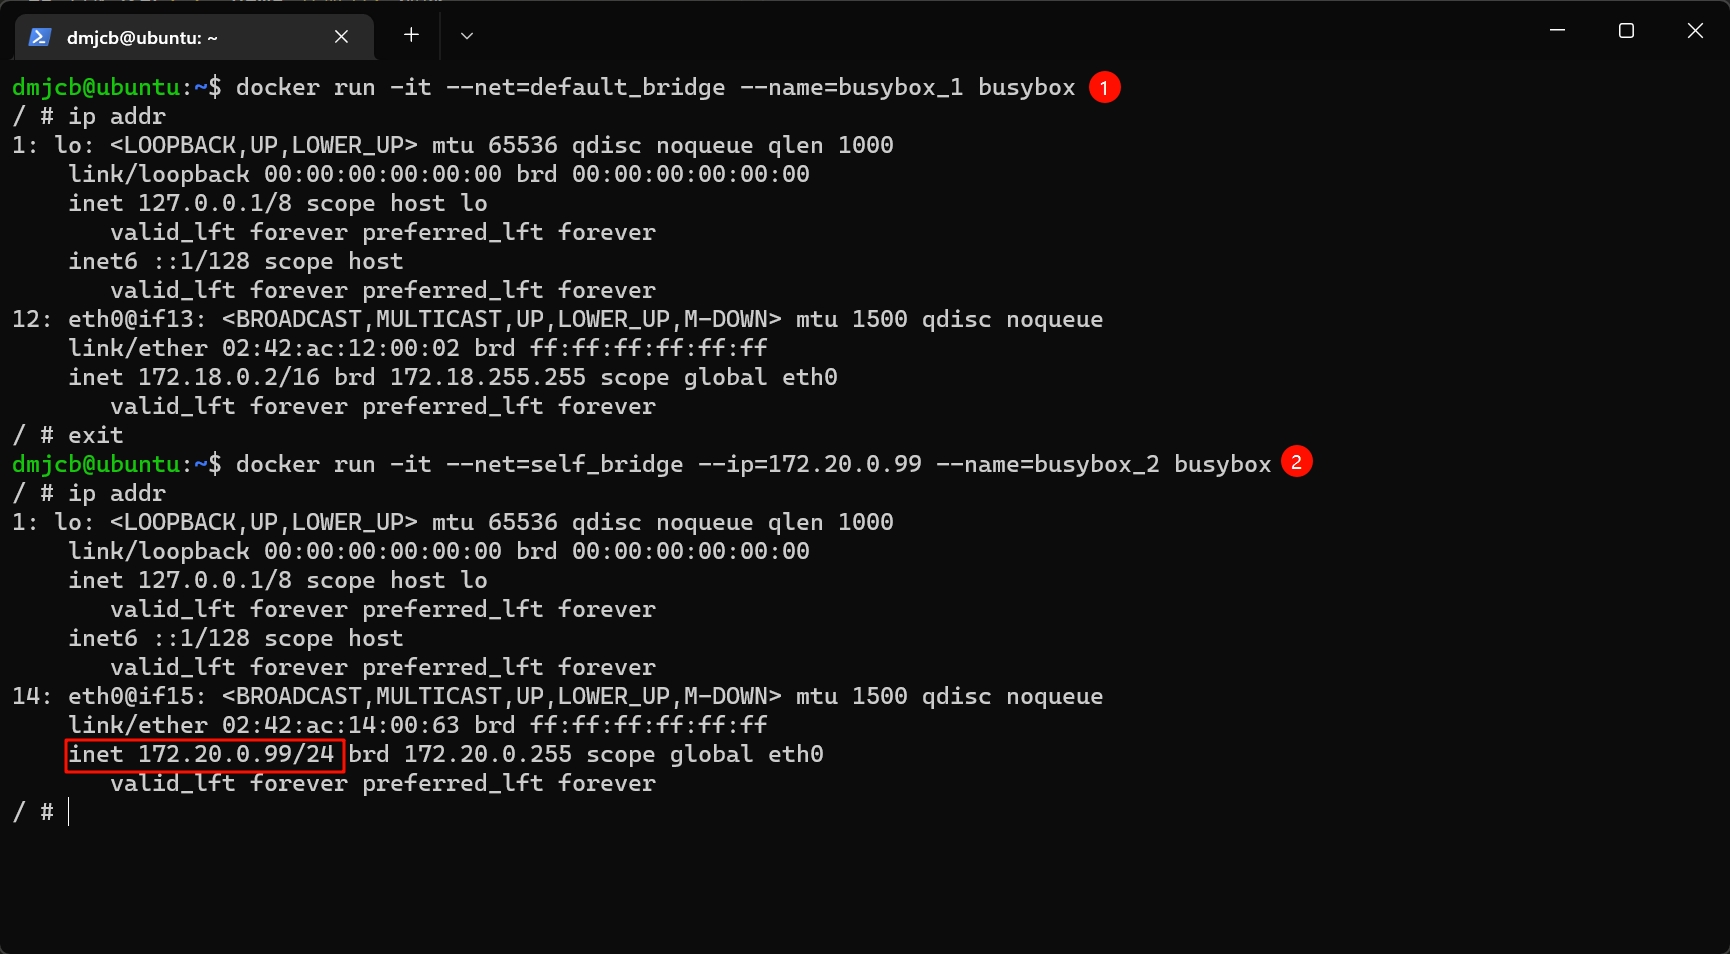 dmjcb@ubuntu: ~
dmjcb@ubuntu:~$ docker run -it --net=default_bridge --name=busybox_1 busybox 1
/ # ip addr
1: lo: <LOOPBACK,UP,LOWER_UP> mtu 65536 qdisc noqueue qlen 1000
    link/loopback 00:00:00:00:00:00 brd 00:00:00:00:00:00
    inet 127.0.0.1/8 scope host lo
       valid_lft forever preferred_lft forever
    inet6 ::1/128 scope host
       valid_lft forever preferred_lft forever
12: eth0@if13: <BROADCAST,MULTICAST,UP,LOWER_UP,M-DOWN> mtu 1500 qdisc noqueue
    link/ether 02:42:ac:12:00:02 brd ff:ff:ff:ff:ff:ff
    inet 172.18.0.2/16 brd 172.18.255.255 scope global eth0
       valid_lft forever preferred_lft forever
/ # exit
dmjcb@ubuntu:~$ docker run -it --net=self_bridge --ip=172.20.0.99 --name=busybox_2 busybox 2
/ # ip addr
1: lo: <LOOPBACK,UP,LOWER_UP> mtu 65536 qdisc noqueue qlen 1000
    link/loopback 00:00:00:00:00:00 brd 00:00:00:00:00:00
    inet 127.0.0.1/8 scope host lo
       valid_lft forever preferred_lft forever
    inet6 ::1/128 scope host
       valid_lft forever preferred_lft forever
14: eth0@if15: <BROADCAST,MULTICAST,UP,LOWER_UP,M-DOWN> mtu 1500 qdisc noqueue
    link/ether 02:42:ac:14:00:63 brd ff:ff:ff:ff:ff:ff
    inet 172.20.0.99/24 brd 172.20.0.255 scope global eth0
       valid_lft forever preferred_lft forever
/ #